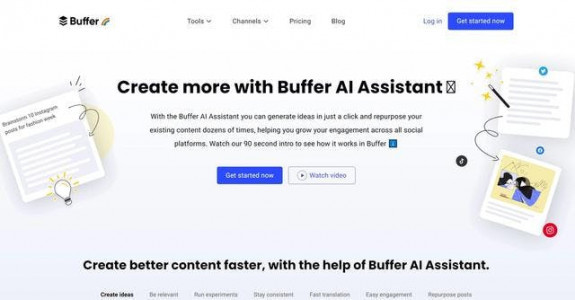 Buffer
Tools
Channels
Pricing
Blog
Log in
Get started now
Brainstorm 10 Instagram
posts for fashion week
Create more with Buffer AI Assistant
With the Buffer AI Assistant you can generate ideas in just a click and repurpose your
existing content dozens of times, helping you grow your engagement across all social
platforms. Watch our 90 second intro to see how it works in Buffer
Get started now
Watch video
Create better content faster, with the help of Buffer AI Assistant.
Create ideas
Be relevant
Run experiments
Stay consistent
Fast translation
Easy engagement
Repurpose posts